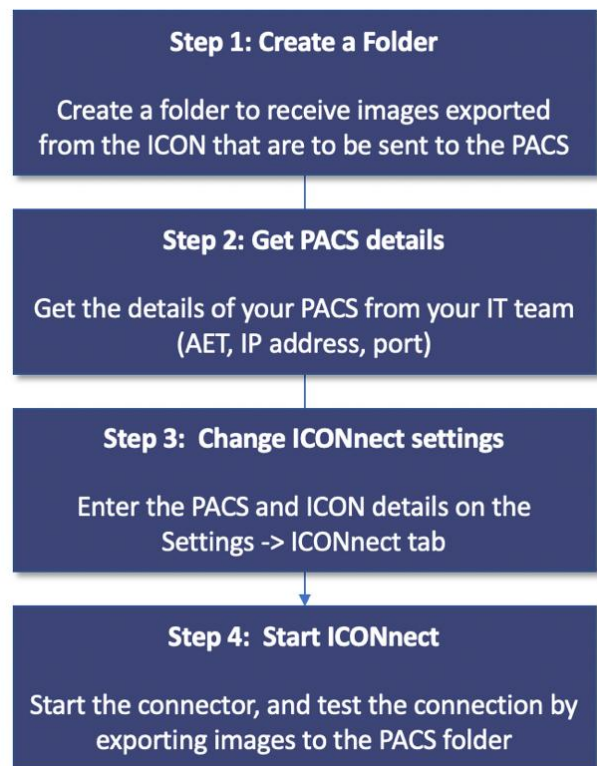 Step 1: Create a Folder
Create a folder to receive images exported
from the ICON that are to be sent to the PACS
Step 2: Get PACS details
Get the details of your PACS from your IT team
(AET, IP address, port)
Step 3:  Change ICONnect settings
Enter the PACS and ICON details on the
Settings -> ICONnect tab
Step 4:  Start ICONnect
Start the connector, and test the connection by
exporting images to the PACS folder